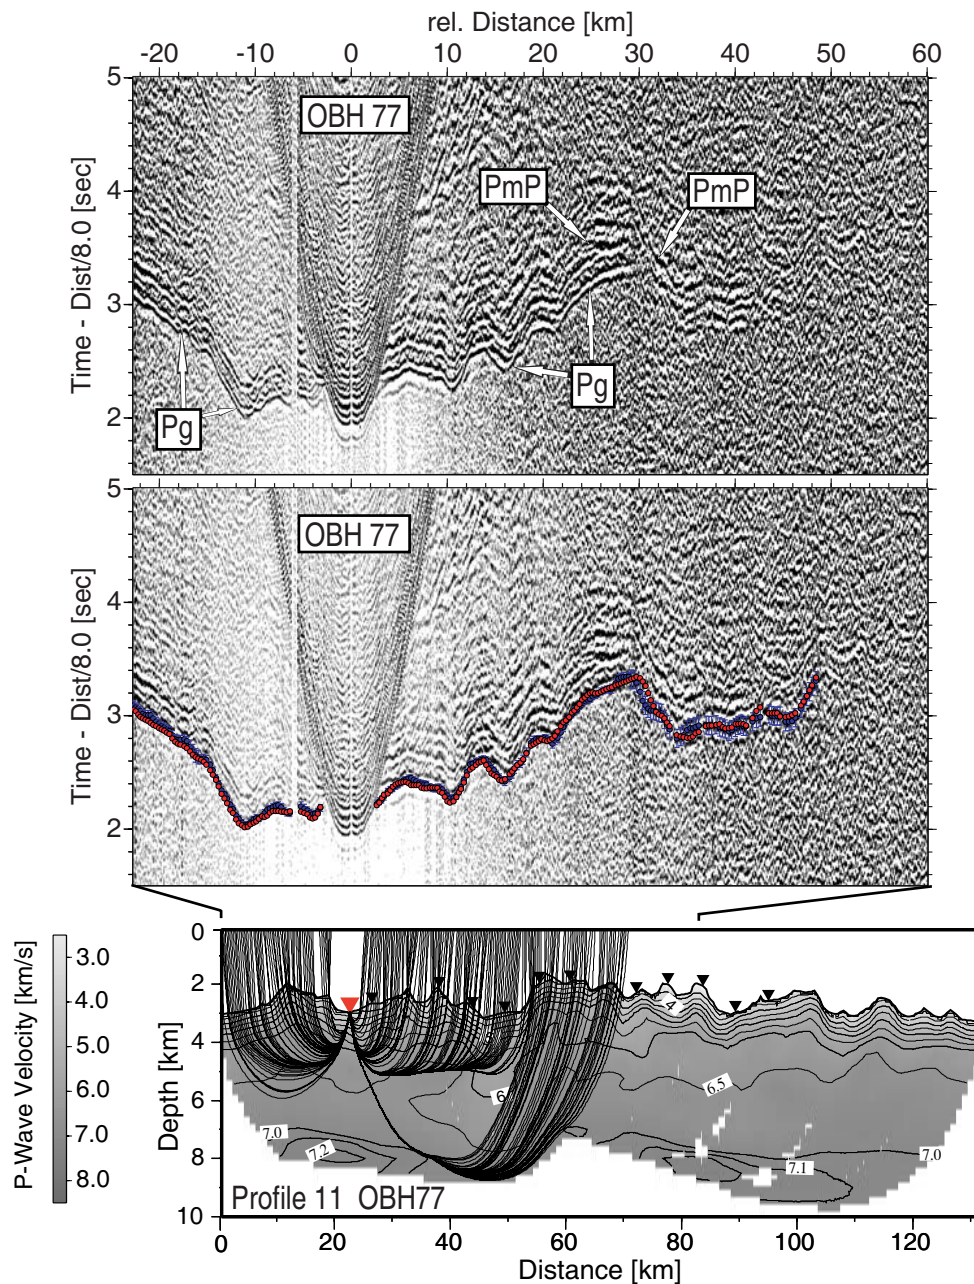 rel. Distance [km]
-20 -10 0 10 20 30 40 50 60
5
4
3
2
Time - Dist/8.0 [sec]
OBH 77
PmP
PmP
Pg
Pg
5
4
3
2
Time - Dist/8.0 [sec]
OBH 77
P-Wave Velocity [km/s]
3.0
4.0
5.0
6.0
7.0
8.0
0
2
4
6
8
10
Depth [km]
4
6.5
6.
7.0
7.2
7.1
7.0
Profile 11 OBH77
0 20 40 60 80 100 120
Distance [km]